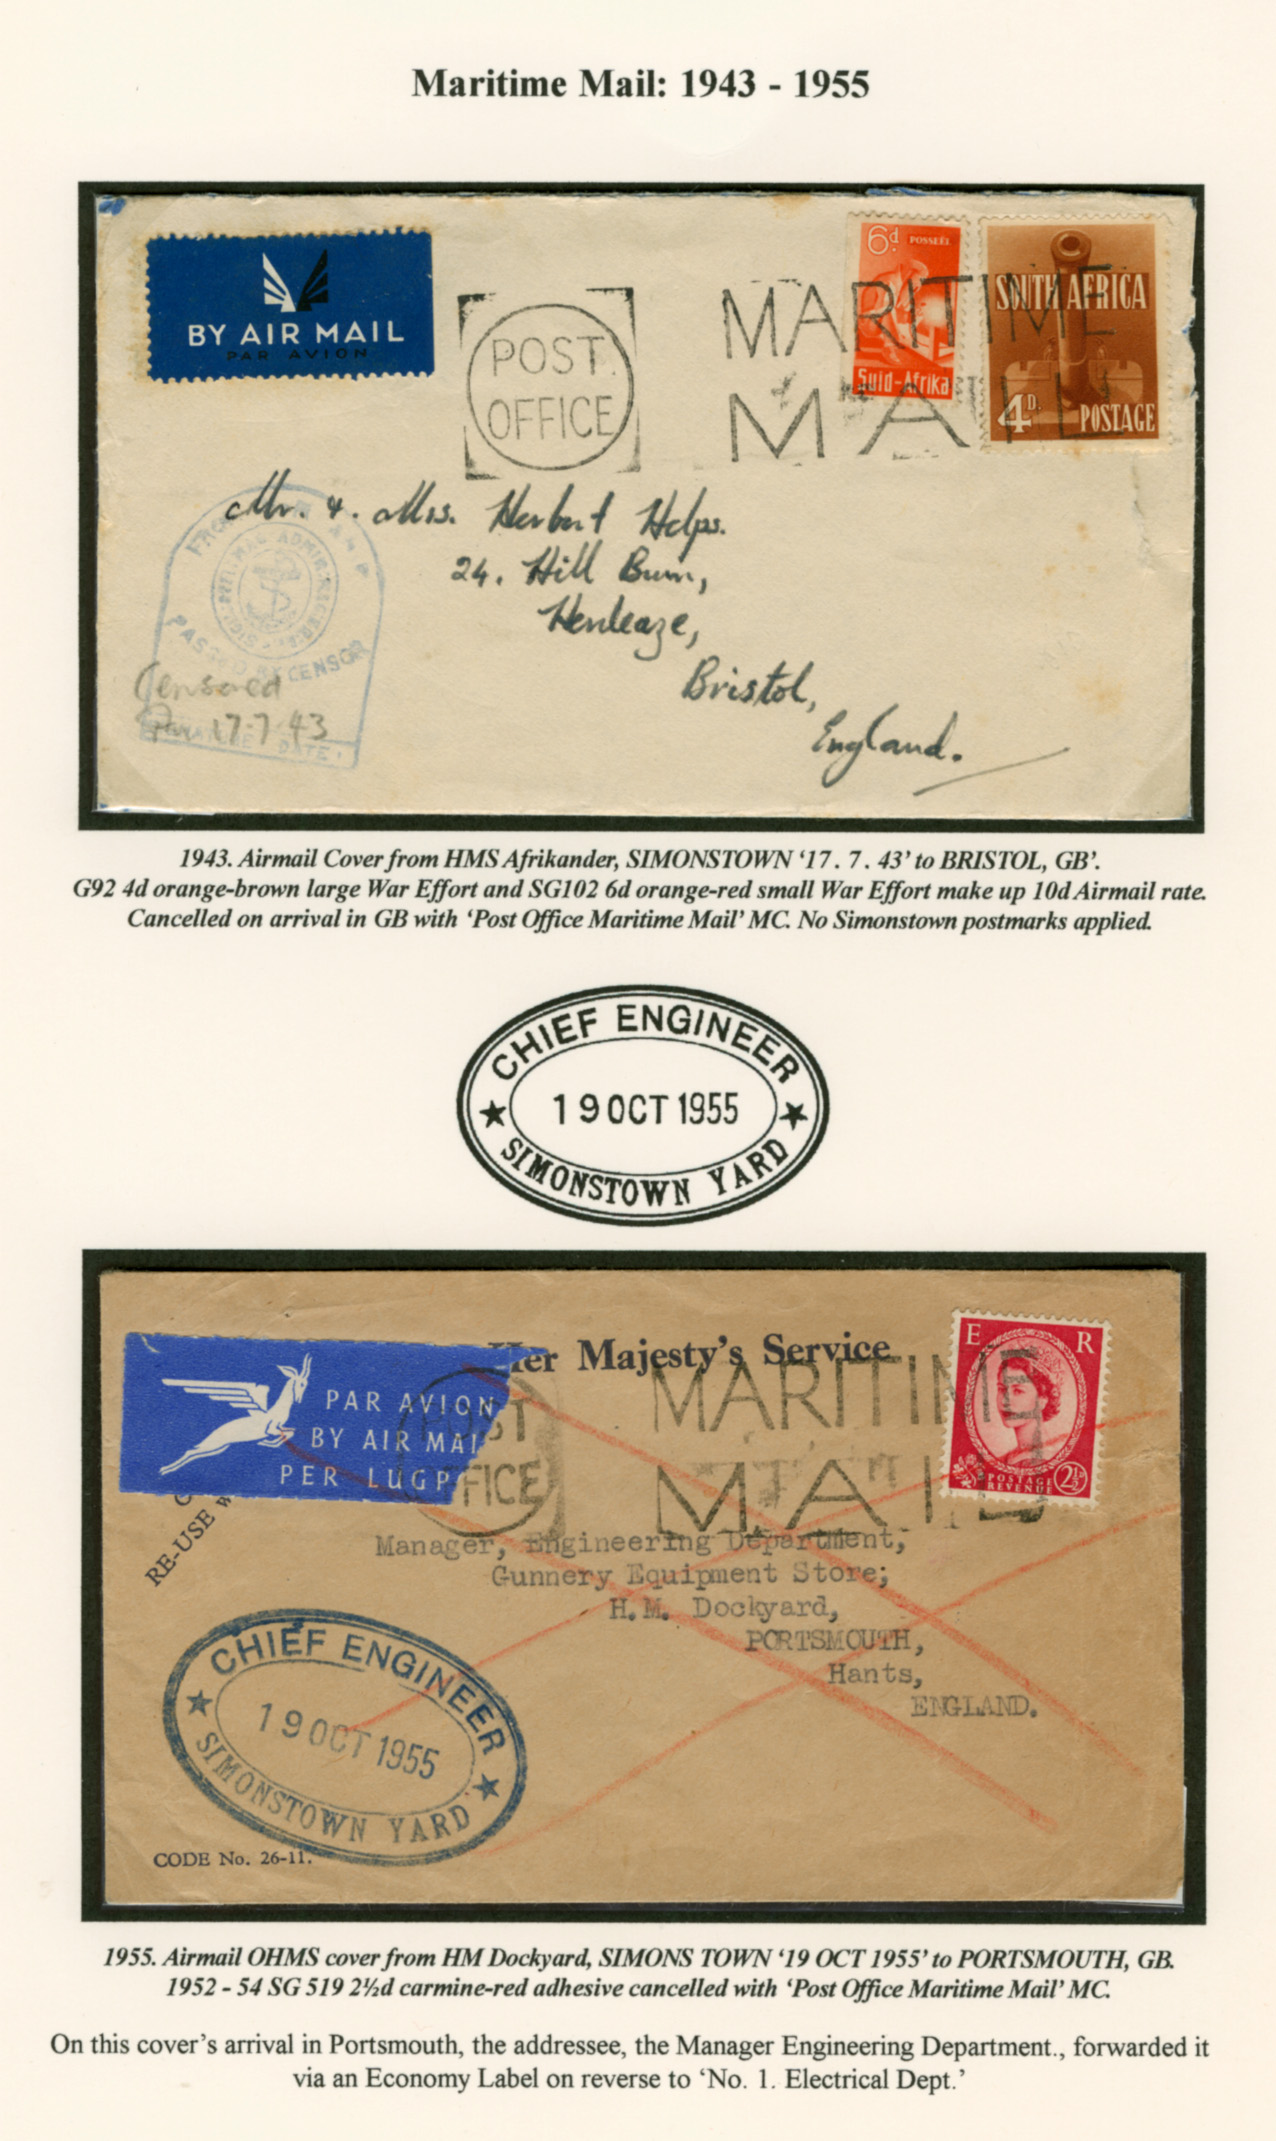 Maritime Mail: 1943 - 1955
BY AIR MAIL
PAR AVION
6d. POSSEËL
Suid-Afrika
SOUTH AFRICA
4D. POSTAGE
POST
OFFICE
MARITIME
MAIL
Mr. & Mrs. Herbert Helps.
24. Hill Burn,
Henleaze,
Bristol,
England.
PASSED BY CENSOR
Censored
17-7-43
DATE
1943. Airmail Cover from HMS Afrikander, SIMONSTOWN ‘17. 7. 43’ to BRISTOL, GB’.
G92 4d orange-brown large War Effort and SG102 6d orange-red small War Effort make up 10d Airmail rate.
Cancelled on arrival in GB with ‘Post Office Maritime Mail’ MC. No Simonstown postmarks applied.
CHIEF ENGINEER
19 OCT 1955
SIMONSTOWN YARD
Her Majesty's Service
E R
POSTAGE
REVENUE
2½D
PAR AVION
BY AIR MAI
PER LUGP
POST
OFFICE
MARITIME
MAIL
RE-USE
Manager, Engineering Department,
Gunnery Equipment Store;
H.M. Dockyard,
PORTSMOUTH,
Hants,
ENGLAND.
CHIEF ENGINEER
19 OCT 1955
SIMONSTOWN YARD
CODE No. 26-11.
1955. Airmail OHMS cover from HM Dockyard, SIMONS TOWN ‘19 OCT 1955’ to PORTSMOUTH, GB.
1952 - 54 SG 519 2½d carmine-red adhesive cancelled with ‘Post Office Maritime Mail’ MC.
On this cover’s arrival in Portsmouth, the addressee, the Manager Engineering Department., forwarded it
via an Economy Label on reverse to ‘No. 1. Electrical Dept.’